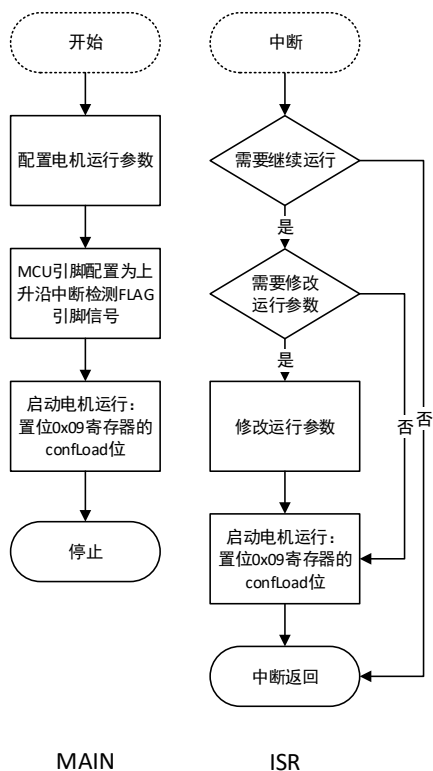 开始
配置电机运行参数
MCU引脚配置为上
升沿中断检测FLAG
引脚信号
启动电机运行：
置位0x09寄存器的
confLoad位
停止
MAIN
中断
需要继续运行
是
需要修改
运行参数
是
修改运行参数
否
否
启动电机运行：
置位0x09寄存器的
confLoad位
中断返回
ISR